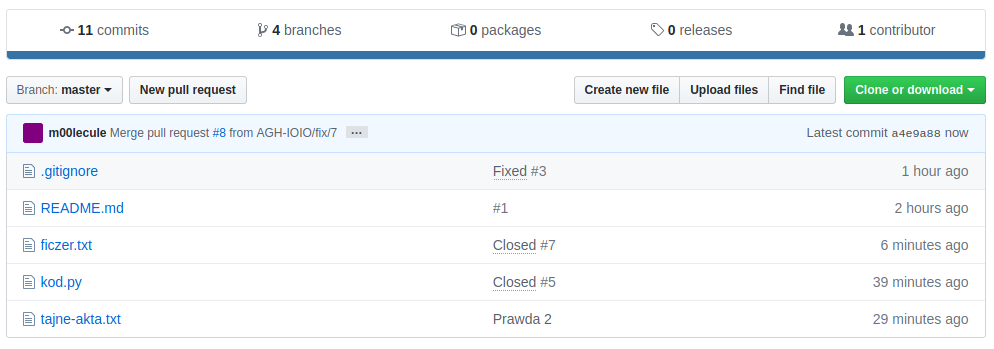 11 commits 4 branches 0 packages 0 releases 1 contributor
Branch: master New pull request Create new file Upload files Find file Clone or download
m00lecule Merge pull request #8 from AGH-IOIO/fix/7 ... Latest commit a4e9a88 now
.gitignore Fixed #3 1 hour ago
README.md #1 2 hours ago
ficzer.txt Closed #7 6 minutes ago
kod.py Closed #5 39 minutes ago
tajne-akta.txt Prawda 2 29 minutes ago